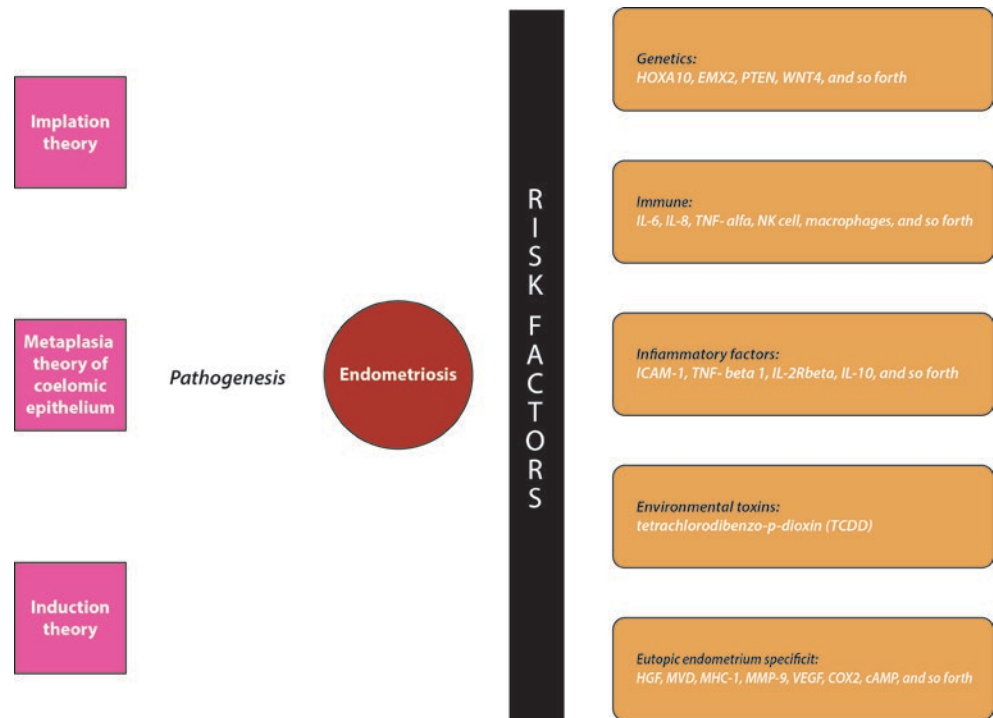 Implation
theory
Metaplasia
theory of
coelomic
epithelium
Induction
theory
Pathogenesis
Endometriosis
RISK FACTORS
Genetics:
HOXA10, EMX2, PTEN, WNT4, and so forth
Immune:
IL-6, IL-8, TNF- alfa, NK cell, macrophages, and so forth
Infiammatory factors:
ICAM-1, TNF- beta 1, IL-2Rbeta, IL-10, and so forth
Environmental toxins:
tetrachlorodibenzo-p-dioxin (TCDD)
Eutopic endometrium specificit:
HGF, MVD, MHC-1, MMP-9, VEGF, COX2, cAMP, and so forth